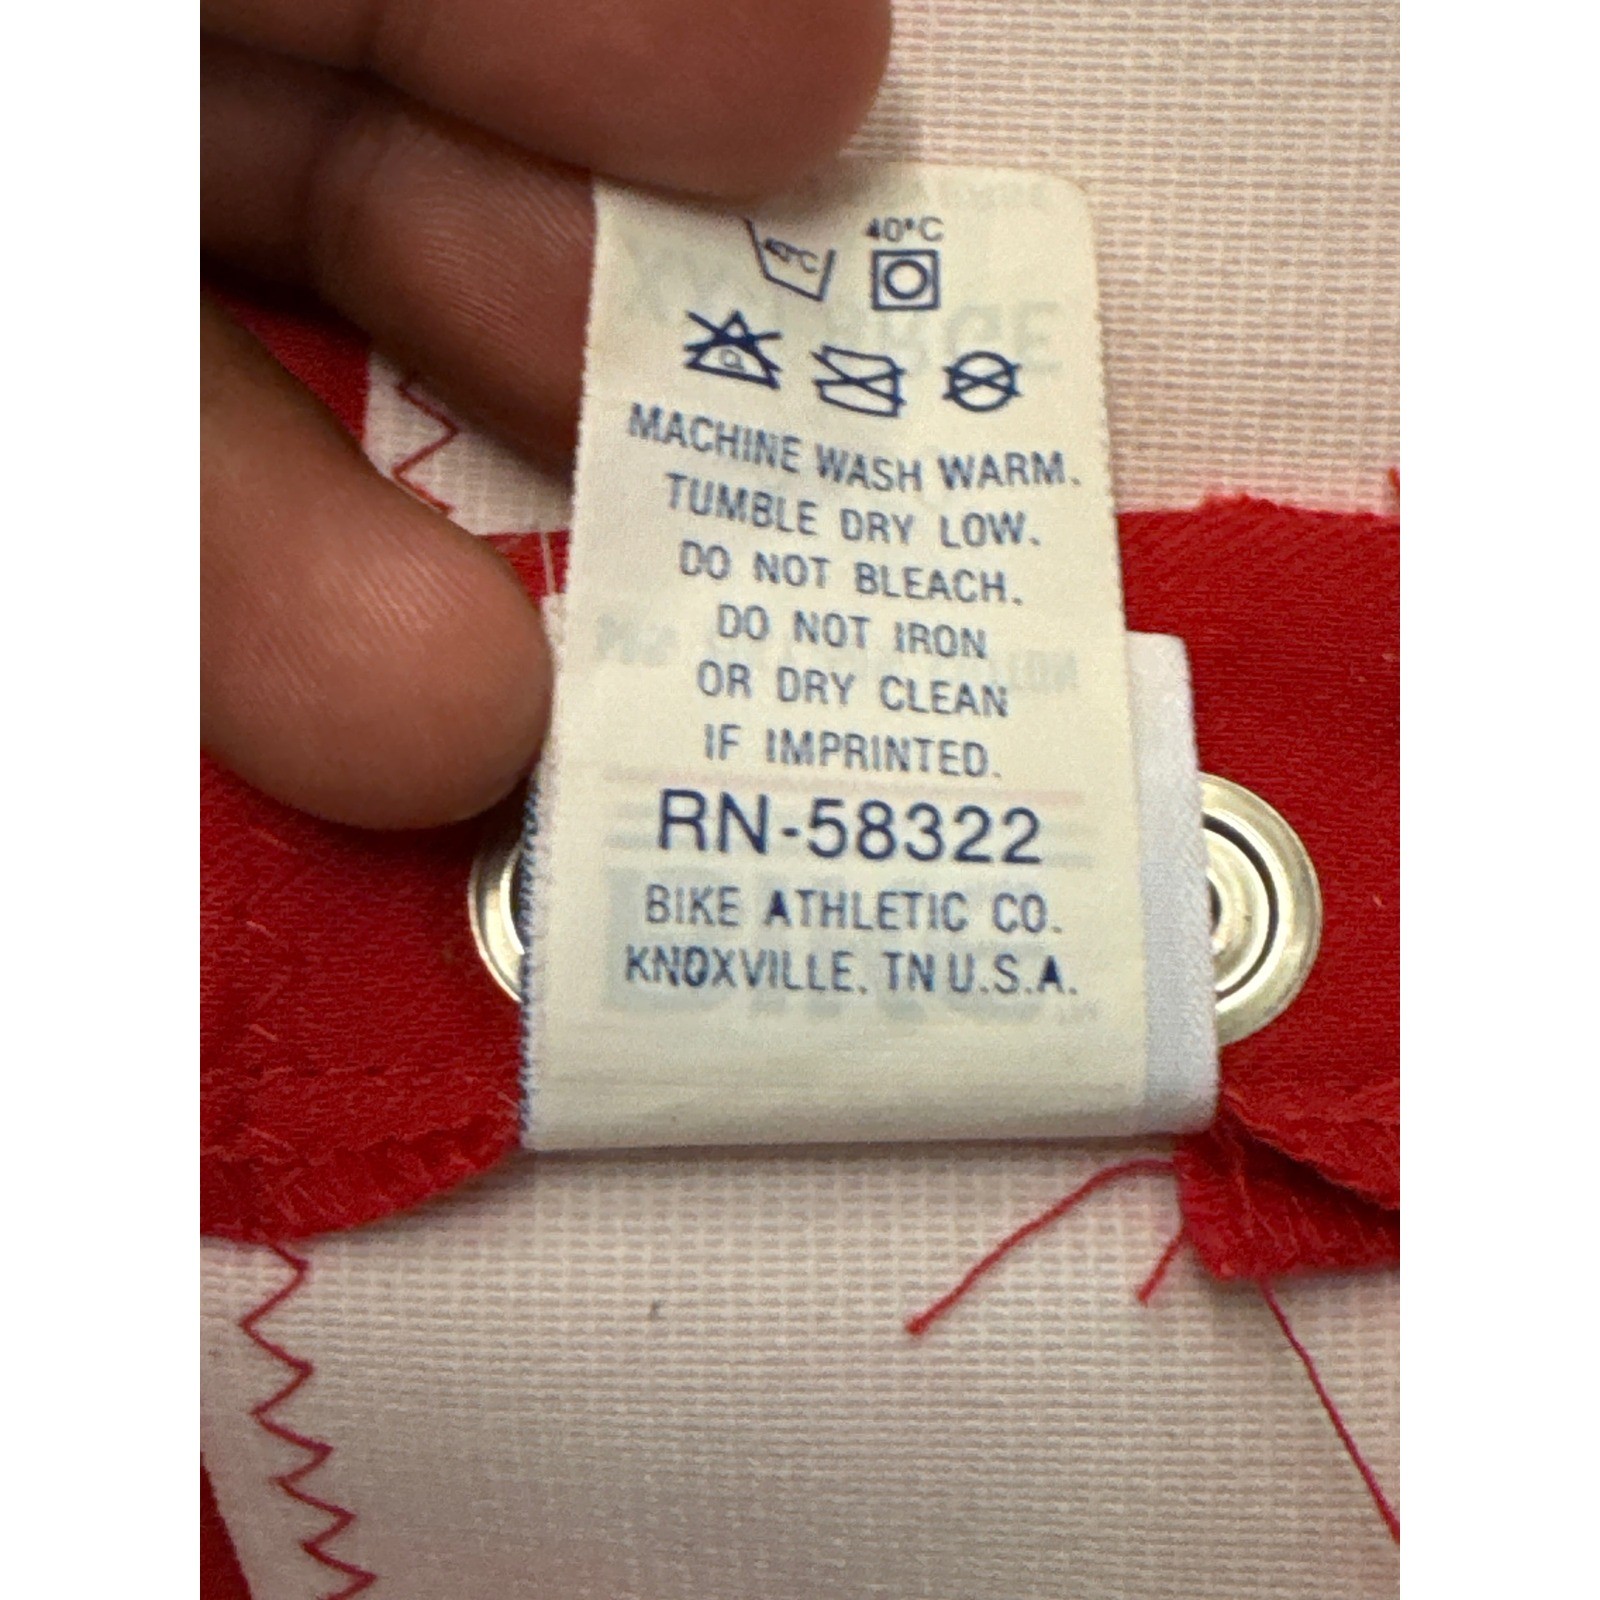 40°C
40°C
MACHINE WASH WARM.
TUMBLE DRY LOW.
DO NOT BLEACH.
DO NOT IRON
OR DRY CLEAN
IF IMPRINTED.
RN-58322
BIKE ATHLETIC CO.
KNOXVILLE, TN U.S.A.